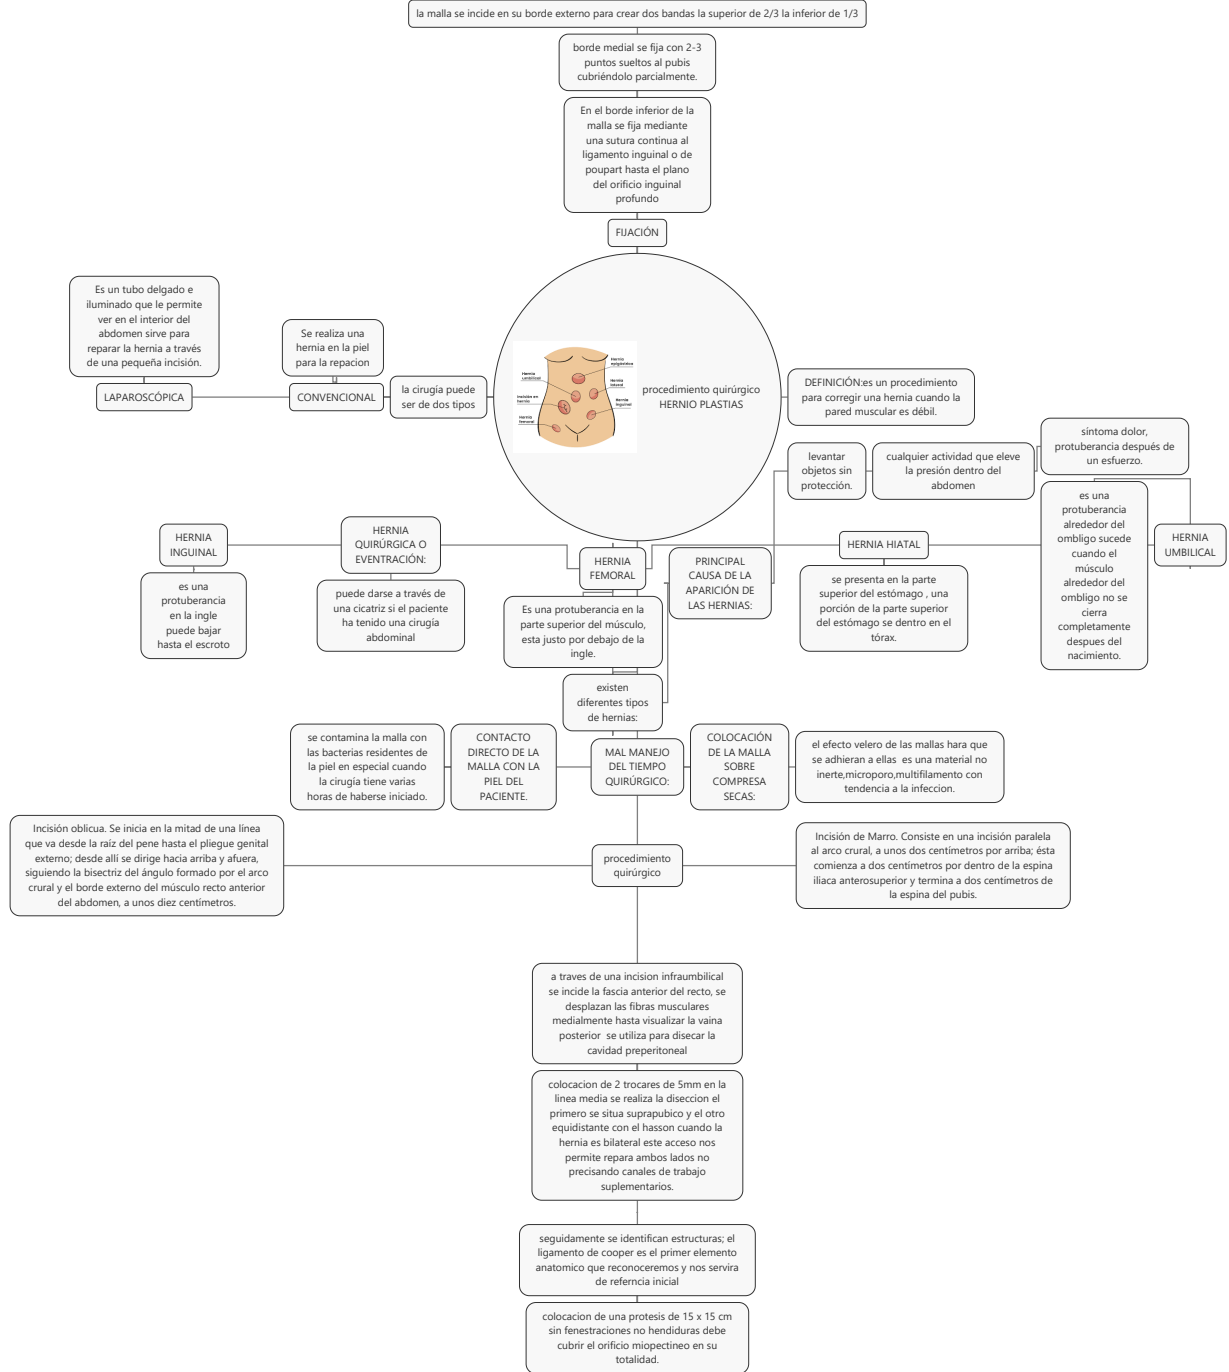 la malla se incide en su borde externo para crear dos bandas la superior de 2/3 la inferior de 1/3
borde medial se fija con 2-3
puntos sueltos al pubis
cubriéndolo parcialmente.
En el borde inferior de la
malla se fija mediante
una sutura continua al
ligamento inguinal o de
poupart hasta el plano
del orificio inguinal
profundo
FIJACIÓN
Es un tubo delgado e
iluminado que le permite
ver en el interior del
abdomen sirve para
reparar la hernia a través
de una pequeña incisión.
LAPAROSCÓPICA
Se realiza una
hernia en la piel
para la repacion
CONVENCIONAL
la cirugía puede
ser de dos tipos
Hernia
epigástrica
Hernia
umbilical
Hernia
lateral
Incisión en
hernia
Hernia
inguinal
Hernia
femoral
procedimiento quirúrgico
HERNIO PLASTIAS
DEFINICIÓN:es un procedimiento
para corregir una hernia cuando la
pared muscular es débil.
levantar
objetos sin
protección.
cualquier actividad que eleve
la presión dentro del
abdomen
síntoma dolor,
protuberancia después de
un esfuerzo.
HERNIA
INGUINAL
es una
protuberancia
en la ingle
puede bajar
hasta el escroto
HERNIA
QUIRÚRGICA O
EVENTRACIÓN:
puede darse a través de
una cicatriz si el paciente
ha tenido una cirugía
abdominal
HERNIA
FEMORAL
Es una protuberancia en la
parte superior del músculo,
esta justo por debajo de la
ingle.
PRINCIPAL
CAUSA DE LA
APARICIÓN DE
LAS HERNIAS:
HERNIA HIATAL
se presenta en la parte
superior del estómago , una
porción de la parte superior
del estómago se dentro en el
tórax.
es una
protuberancia
alrededor del
ombligo sucede
cuando el
músculo
alrededor del
ombligo no se
cierra
completamente
despues del
nacimiento.
HERNIA
UMBILICAL
existen
diferentes tipos
de hernias:
se contamina la malla con
las bacterias residentes de
la piel en especial cuando
la cirugía tiene varias
horas de haberse iniciado.
CONTACTO
DIRECTO DE LA
MALLA CON LA
PIEL DEL
PACIENTE.
MAL MANEJO
DEL TIEMPO
QUIRÚRGICO:
COLOCACIÓN
DE LA MALLA
SOBRE
COMPRESA
SECAS:
el efecto velero de las mallas hara que
se adhieran a ellas  es una material no
inerte,microporo,multifilamento con
tendencia a la infeccion.
Incisión oblicua. Se inicia en la mitad de una línea
que va desde la raíz del pene hasta el pliegue genital
externo; desde allí se dirige hacia arriba y afuera,
siguiendo la bisectriz del ángulo formado por el arco
crural y el borde externo del músculo recto anterior
del abdomen, a unos diez centímetros.
procedimiento
quirúrgico
Incisión de Marro. Consiste en una incisión paralela
al arco crural, a unos dos centímetros por arriba; ésta
comienza a dos centímetros por dentro de la espina
iliaca anterosuperior y termina a dos centímetros de
la espina del pubis.
a traves de una incision infraumbilical
se incide la fascia anterior del recto, se
desplazan las fibras musculares
medialmente hasta visualizar la vaina
posterior  se utiliza para disecar la
cavidad preperitoneal
colocacion de 2 trocares de 5mm en la
linea media se realiza la diseccion el
primero se situa suprapubico y el otro
equidistante con el hasson cuando la
hernia es bilateral este acceso nos
permite repara ambos lados no
precisando canales de trabajo
suplementarios.
seguidamente se identifican estructuras; el
ligamento de cooper es el primer elemento
anatomico que reconoceremos y nos servira
de referncia inicial
colocacion de una protesis de 15 x 15 cm
sin fenestraciones no hendiduras debe
cubrir el orificio miopectineo en su
totalidad.